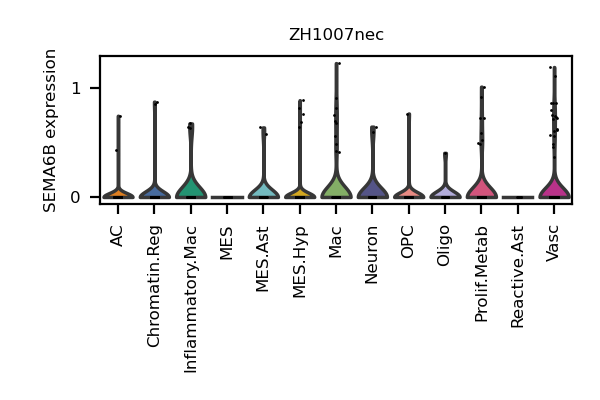 ZH1007nec
SEMA6B expression
1
0
AC
Chromatin.Reg
Inflammatory.Mac
MES
MES.Ast
MES.Hyp
Mac
Neuron
OPC
Oligo
Prolif.Metab
Reactive.Ast
Vasc